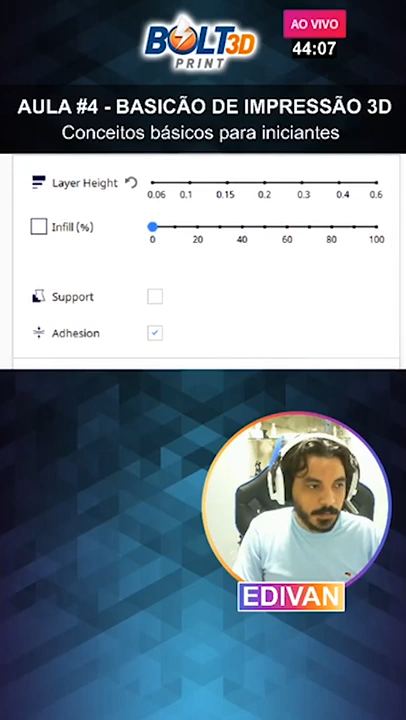 BOLT3D
PRINT
AO VIVO
44:07
AULA #4 - BASICÃO DE IMPRESSÃO 3D
Conceitos básicos para iniciantes
Layer Height
0.06 0.1 0.15 0.2 0.3 0.4 0.6
Infill (%)
0 20 40 60 80 100
Support
Adhesion
EDIVAN